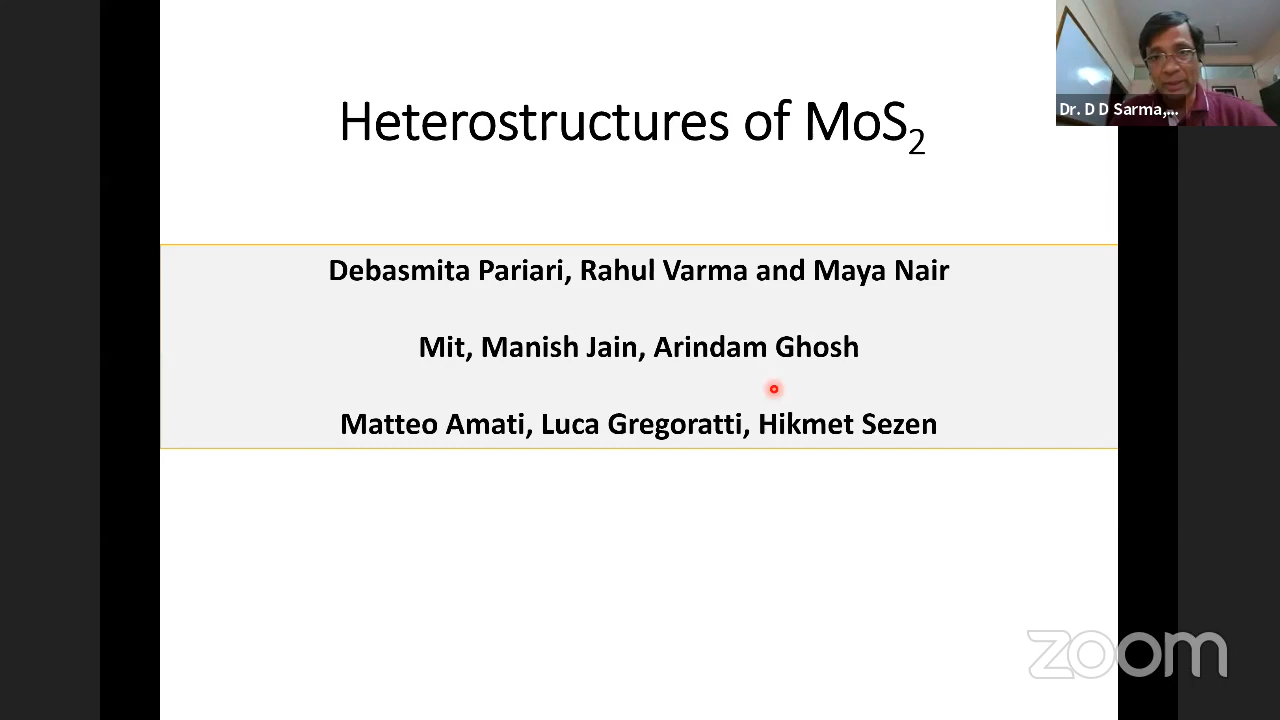 Heterostructures of MoS₂
Dr. D D Sarma,...
Debasmita Pariari, Rahul Varma and Maya Nair
Mit, Manish Jain, Arindam Ghosh
Matteo Amati, Luca Gregoratti, Hikmet Sezen
zoom